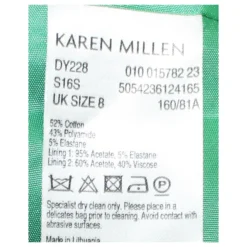 KAREN MILLEN
DY228 010 015782 23
S16S 5054236124165
UK SIZE 8 160/81A
52% Cotton
43% Polyamide
5% Elastane
Lining 1: 95% Acetate, 5% Elastane
Lining 2: 60% Acetate, 40% Viscose
Specialist dry clean only. Please place in a
delicates bag prior to cleaning. Avoid contact with
abrasive surfaces.
Made in Lithuania